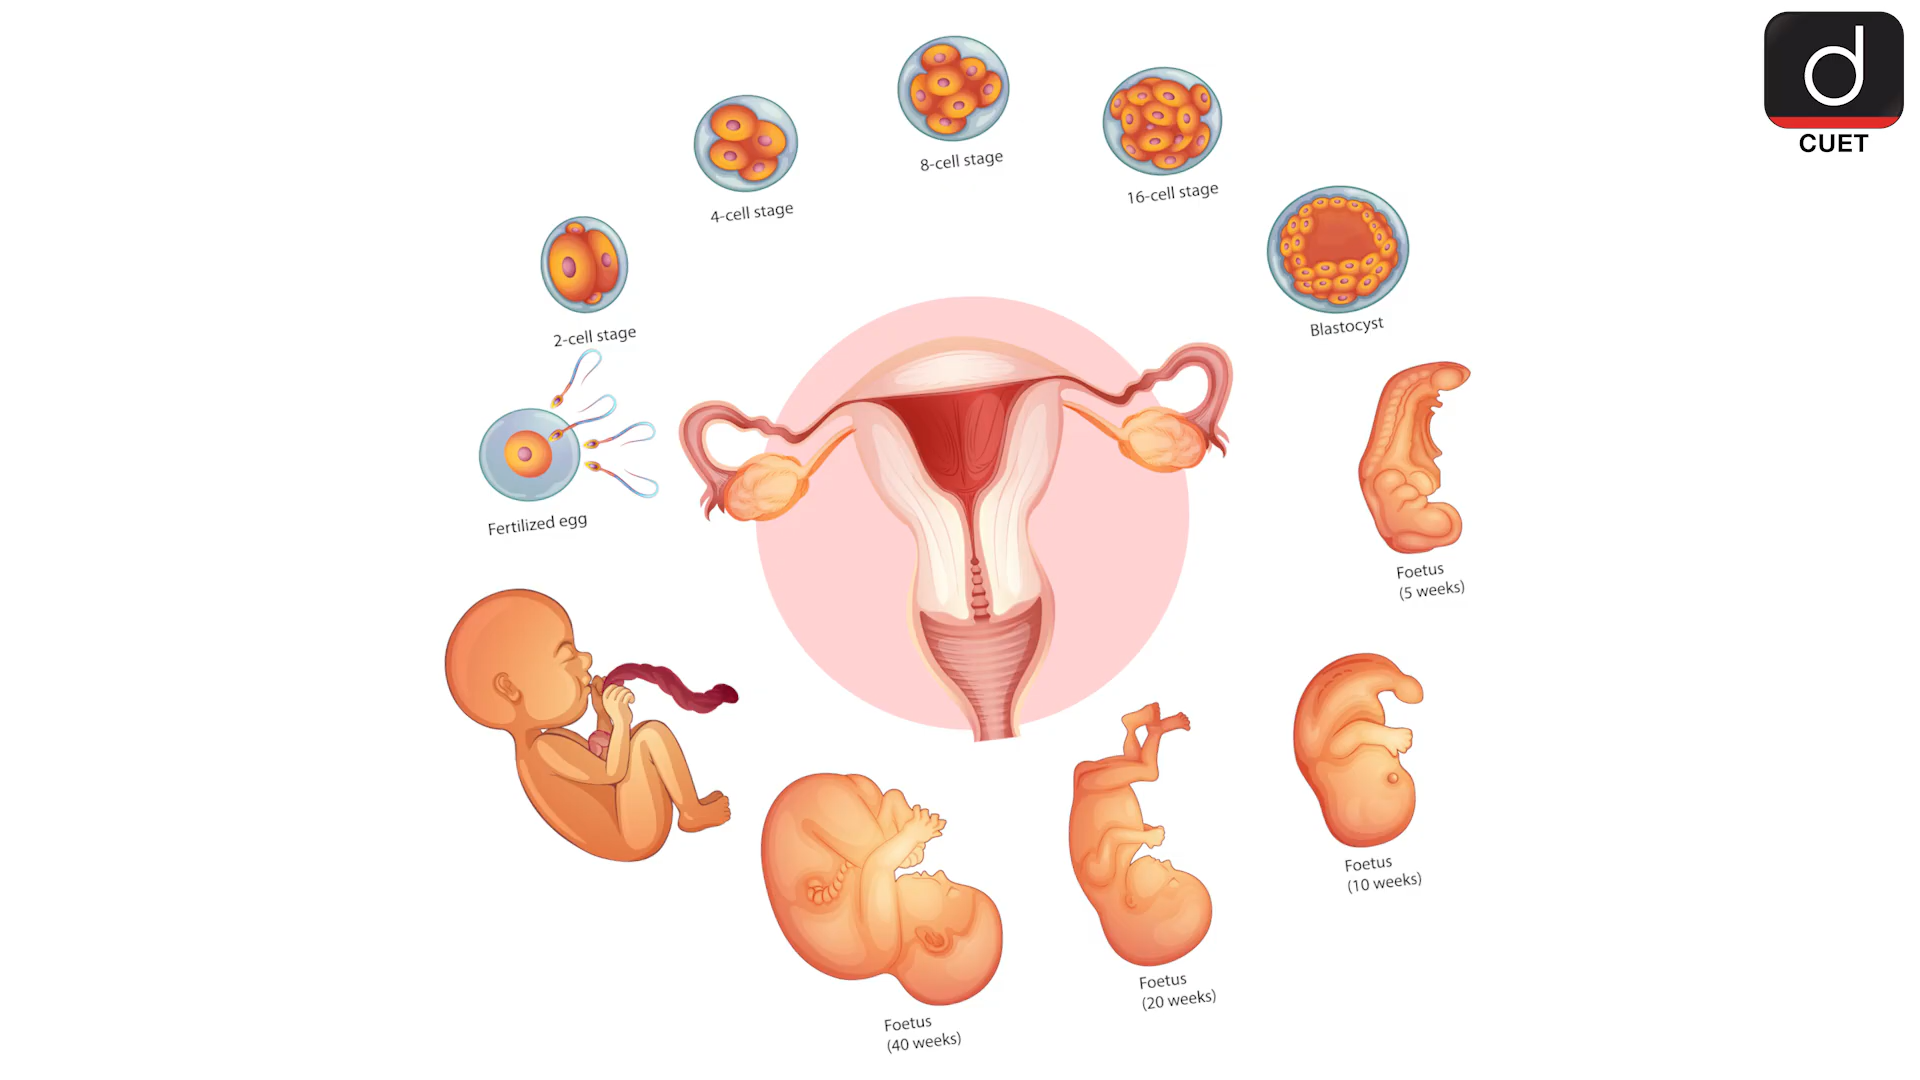 d
CUET
8-cell stage
16-cell stage
4-cell stage
Blastocyst
2-cell stage
Fertilized egg
Foetus
(5 weeks)
Foetus
(10 weeks)
Foetus
(20 weeks)
Foetus
(40 weeks)